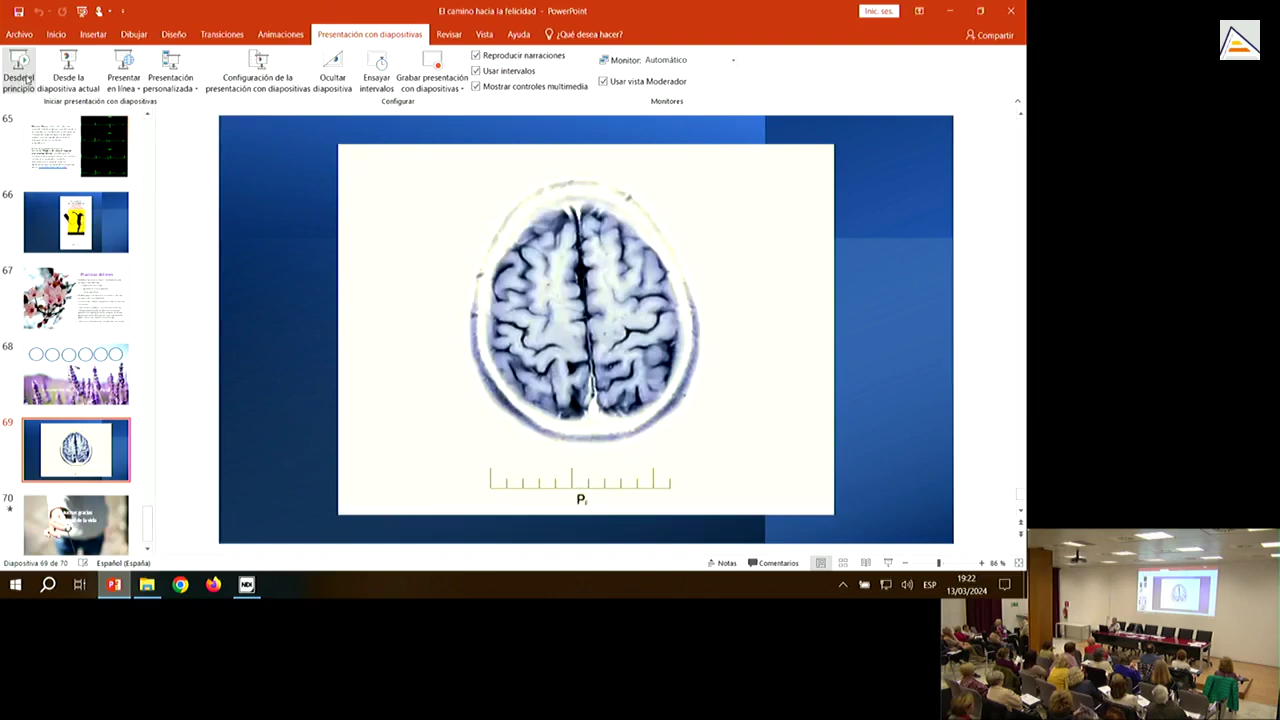 El camino hacia la felicidad - PowerPoint
Inic. ses.
Archivo
Inicio
Insertar
Dibujar
Diseño
Transiciones
Animaciones
Presentación con diapositivas
Revisar
Vista
Ayuda
¿Qué desea hacer?
Compartir
Desde el
principio
Desde la
diapositiva actual
Presentar
en línea
Presentación
personalizada
Iniciar presentación con diapositivas
Configuración de la
presentación con diapositivas
Ocultar
diapositiva
Ensayar
intervalos
Grabar presentación
con diapositivas
Configurar
Reproducir narraciones
Usar intervalos
Mostrar controles multimedia
Monitor: Automático
Usar vista Moderador
Monitores
65
66
67
68
69
70
P
Diapositiva 69 de 70
Español (España)
Notas
Comentarios
86 %
ESP
19:22
13/03/2024